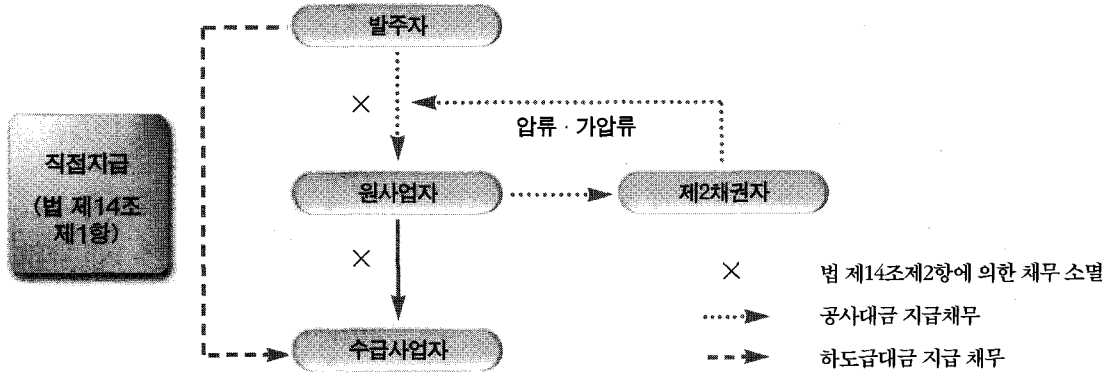 발주자
압류 · 가압류
직접지급
(법 제14조
제1항)
원사업자
제2채권자
수급사업자
× 법 제14조제2항에 의한 채무 소멸
공사대금 지급채무
하도급대금 지급 채무